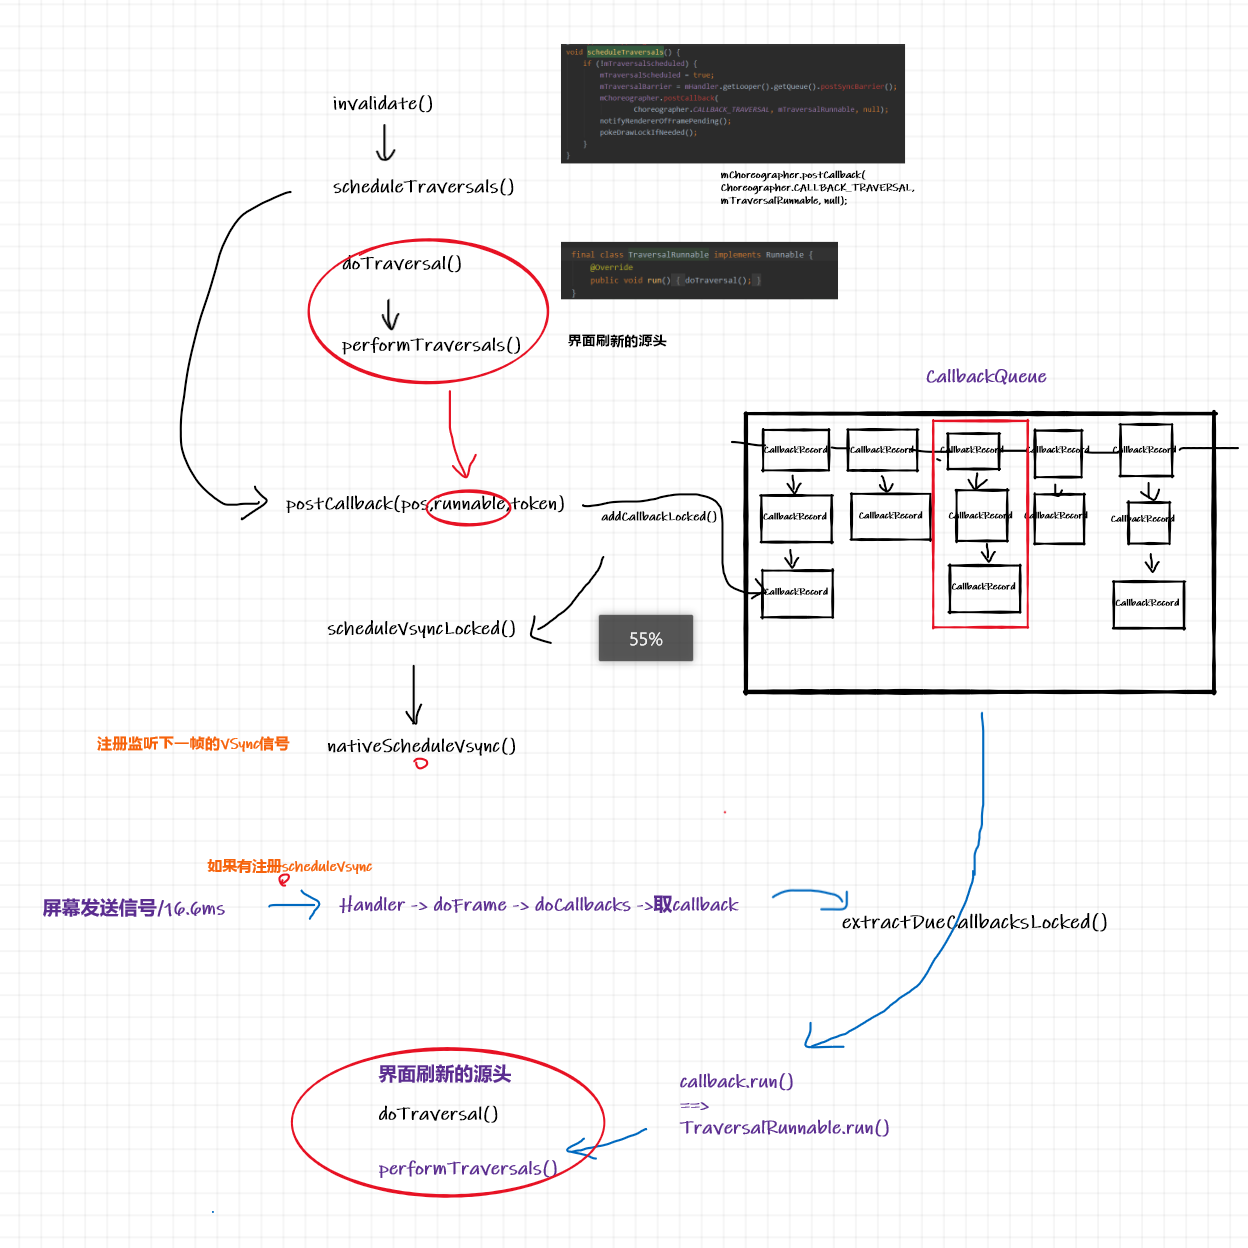 void scheduleTraversals() {
if (!mTraversalScheduled) {
mTraversalScheduled = true;
mTraversalBarrier = mHandler.getLooper().getQueue().postSyncBarrier();
mChoreographer.postCallback(
Choreographer.CALLBACK_TRAVERSAL, mTraversalRunnable, null);
notifyRendererOfFramePending();
pokeDrawLockIfNeeded();
}
}
invalidate()
scheduleTraversals()
mChoreographer.postCallback(
Choreographer.CALLBACK_TRAVERSAL,
mTraversalRunnable, null);
doTraversal()
final class TraversalRunnable implements Runnable {
@Override
public void run() { doTraversal(); }
}
performTraversals()
界面刷新的源头
CallbackQueue
CallbackRecord
CallbackRecord
CallbackRecord
CallbackRecord
CallbackRecord
postCallback(pos,runnable,token)
addCallbackLocked()
CallbackRecord
CallbackRecord
CallbackRecord
CallbackRecord
CallbackRecord
CallbackRecord
CallbackRecord
CallbackRecord
scheduleVsyncLocked()
55%
注册监听下一帧的VSync信号
nativeScheduleVsync()
如果有注册scheduleVsync
屏幕发送信号/16.6ms
Handler -> doFrame -> doCallbacks ->取callback
extractDueCallbacksLocked()
界面刷新的源头
doTraversal()
performTraversals()
callback.run()
==>
TraversalRunnable.run()